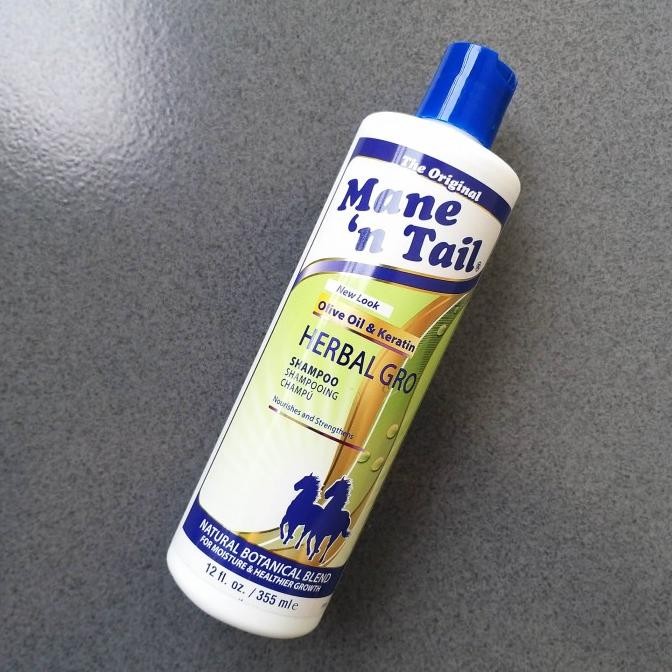 The Original
Mane
'n Tail®
New Look
Olive Oil & Keratin
HERBAL GRO
SHAMPOO
SHAMPOOING
CHAMPÚ
Nourishes and Strengthens
NATURAL BOTANICAL BLEND
FOR MOISTURE & HEALTHIER GROWTH
12 fl. oz. / 355 mle